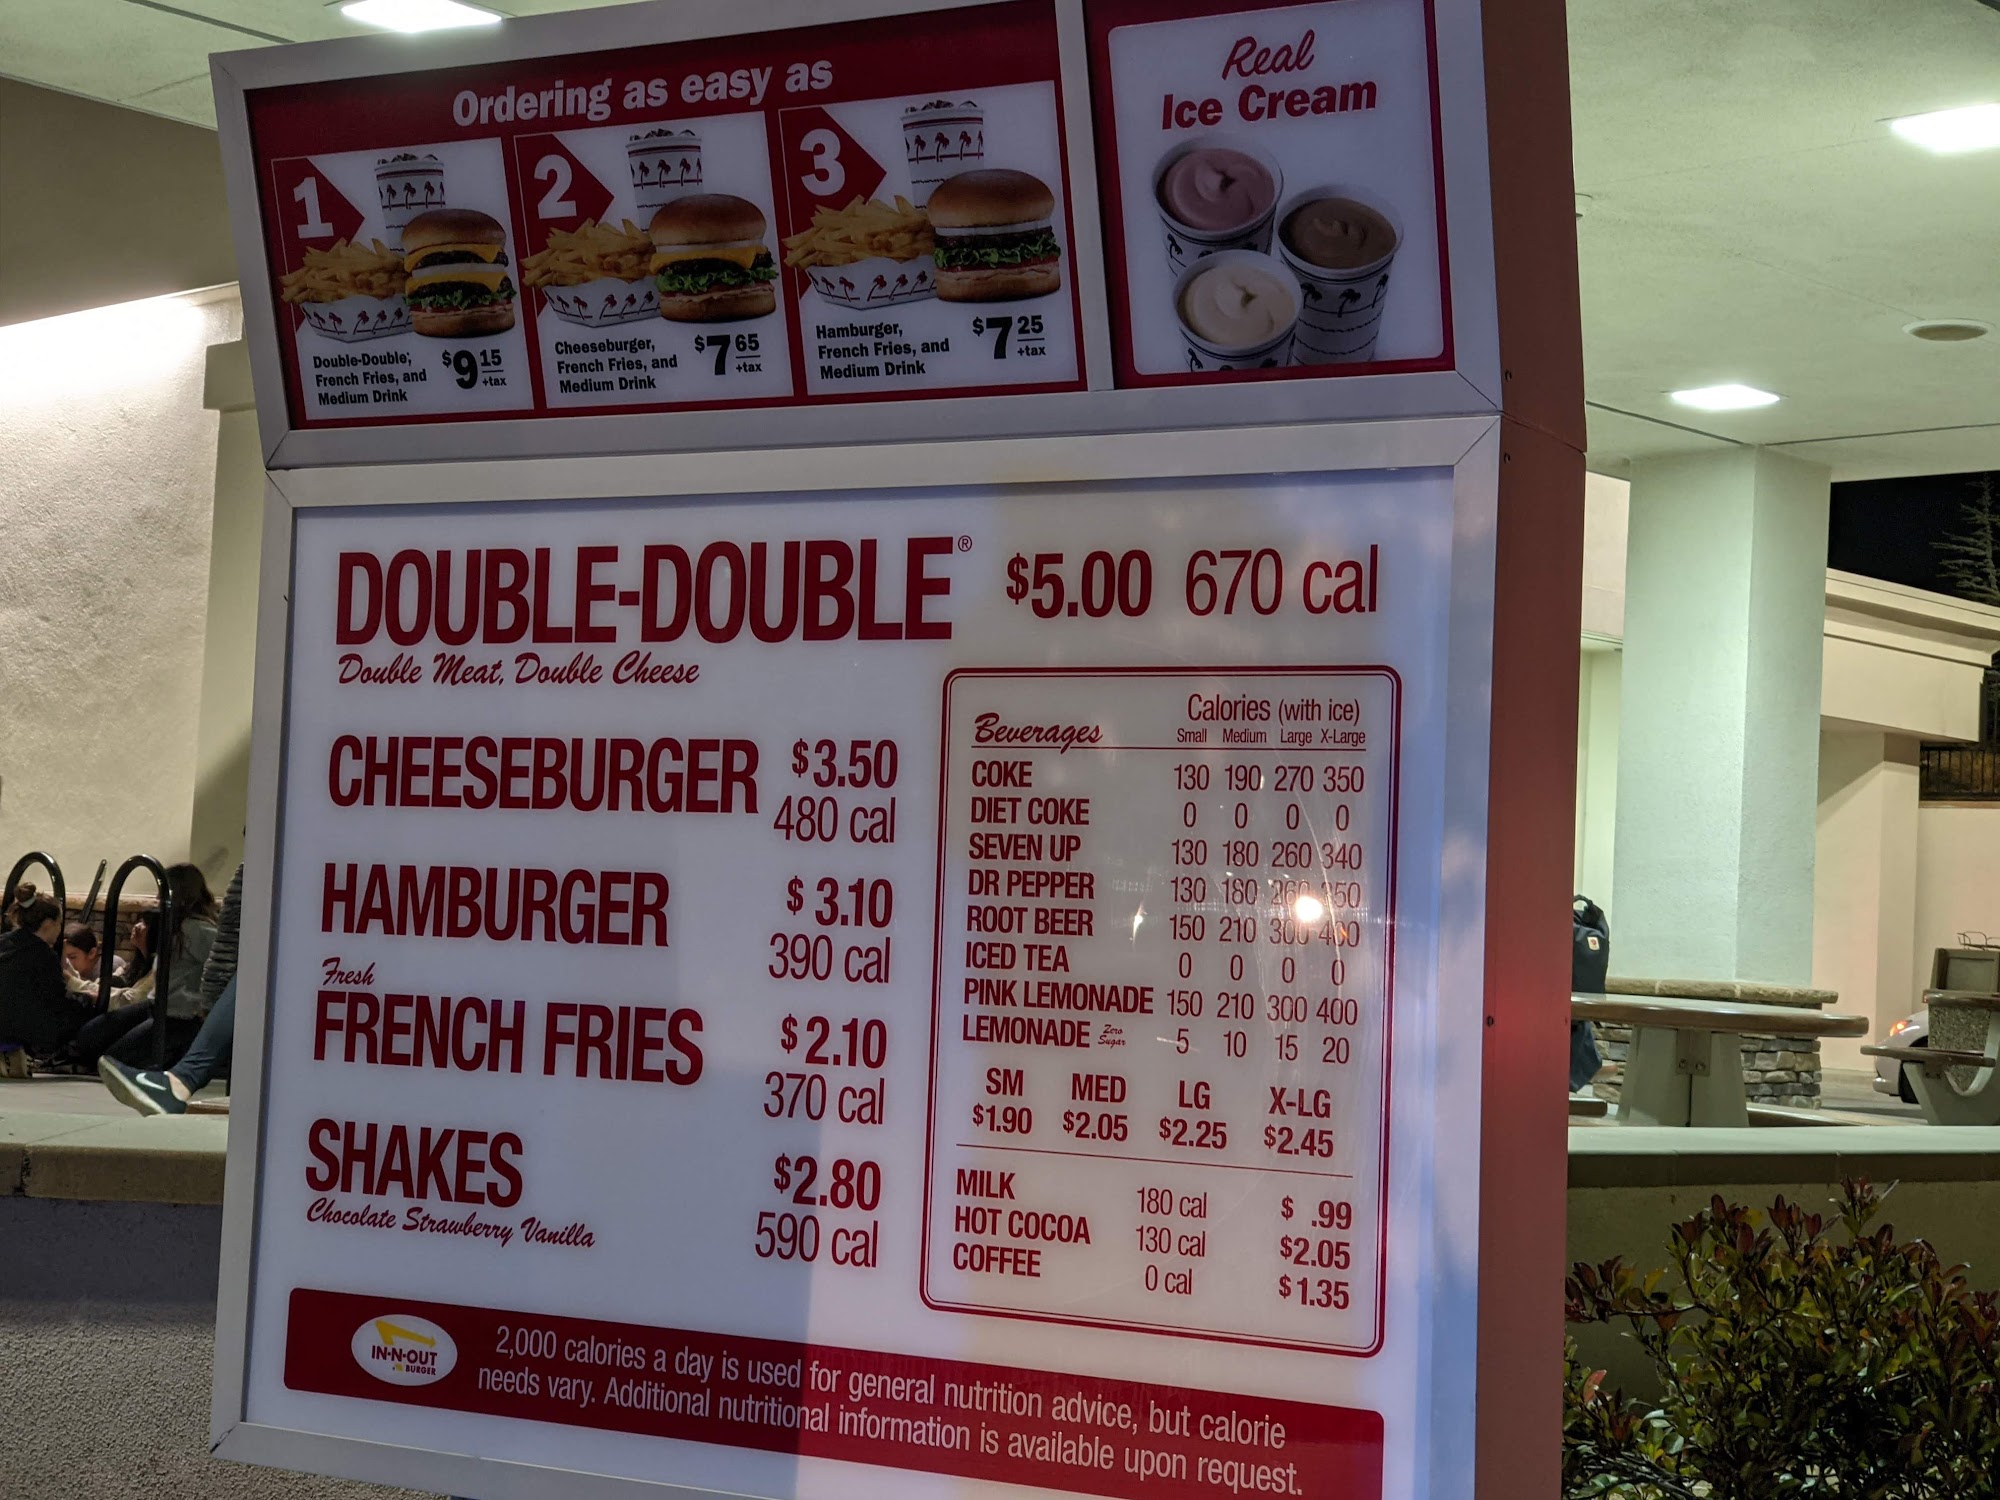 Ordering as easy as
1
Double-Double,
French Fries, and
Medium Drink
$9 15
+tax
2
Cheeseburger,
French Fries, and
Medium Drink
$7 65
+tax
3
Hamburger,
French Fries, and
Medium Drink
$7 25
+tax
Real
Ice Cream
DOUBLE-DOUBLE® $5.00 670 cal
Double Meat, Double Cheese
CHEESEBURGER $3.50
480 cal
HAMBURGER $3.10
390 cal
Fresh
FRENCH FRIES $2.10
370 cal
SHAKES $2.80
Chocolate Strawberry Vanilla 590 cal
Calories (with ice)
Beverages Small Medium Large X-Large
COKE 130 190 270 350
DIET COKE 0 0 0 0
SEVEN UP 130 180 260 340
DR PEPPER 130 180 260 350
ROOT BEER 150 210 300 400
ICED TEA 0 0 0 0
PINK LEMONADE 150 210 300 400
LEMONADE Zero Sugar 5 10 15 20
SM MED LG X-LG
$1.90 $2.05 $2.25 $2.45
MILK 180 cal $ .99
HOT COCOA 130 cal $2.05
COFFEE 0 cal $1.35
IN-N-OUT
BURGER
2,000 calories a day is used for general nutrition advice, but calorie
needs vary. Additional nutritional information is available upon request.